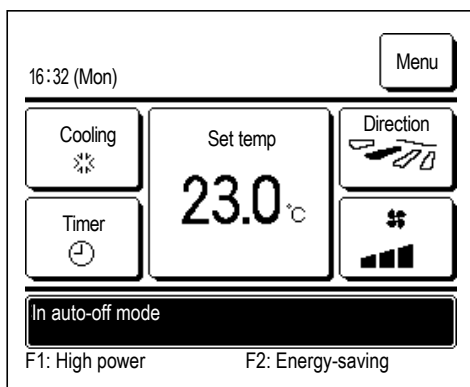 16:32 (Mon)
Menu
Cooling
Set temp
Direction
23.0 °C
Timer
In auto-off mode
F1: High power
F2: Energy-saving